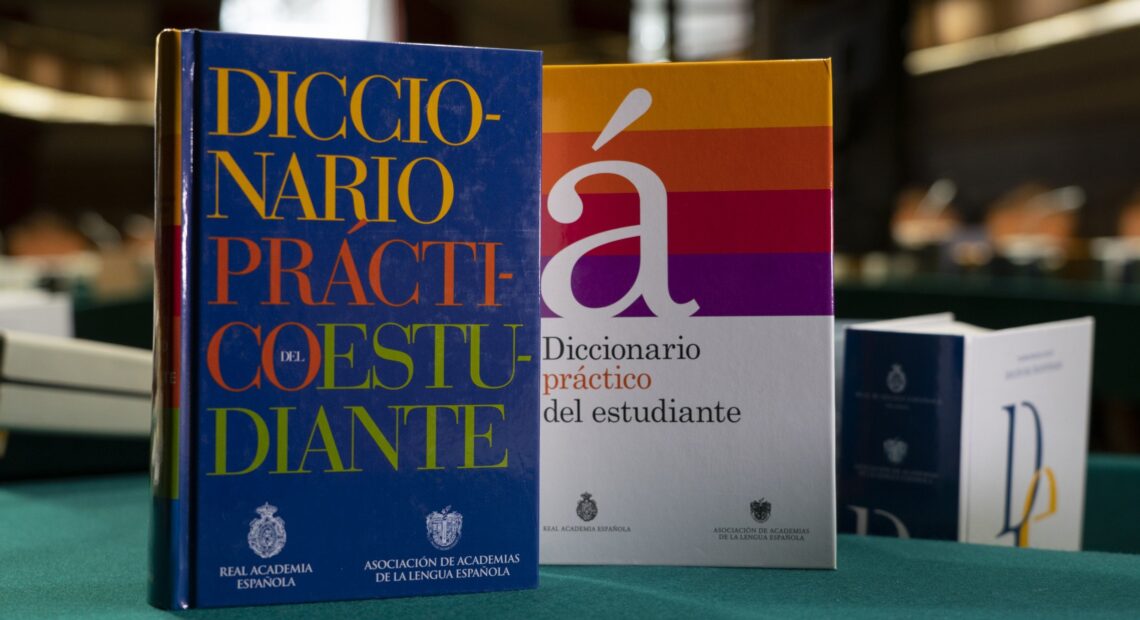 DICCIO-
NARIO
PRÁCTI-
CO DEL ESTU-
DIANTE
REAL ACADEMIA
ESPAÑOLA
ASOCIACIÓN DE ACADEMIAS
DE LA LENGUA ESPAÑOLA
á
Diccionario
práctico
del estudiante
REAL ACADEMIA ESPAÑOLA
ASOCIACIÓN DE ACADEMIAS
DE LA LENGUA ESPAÑOLA